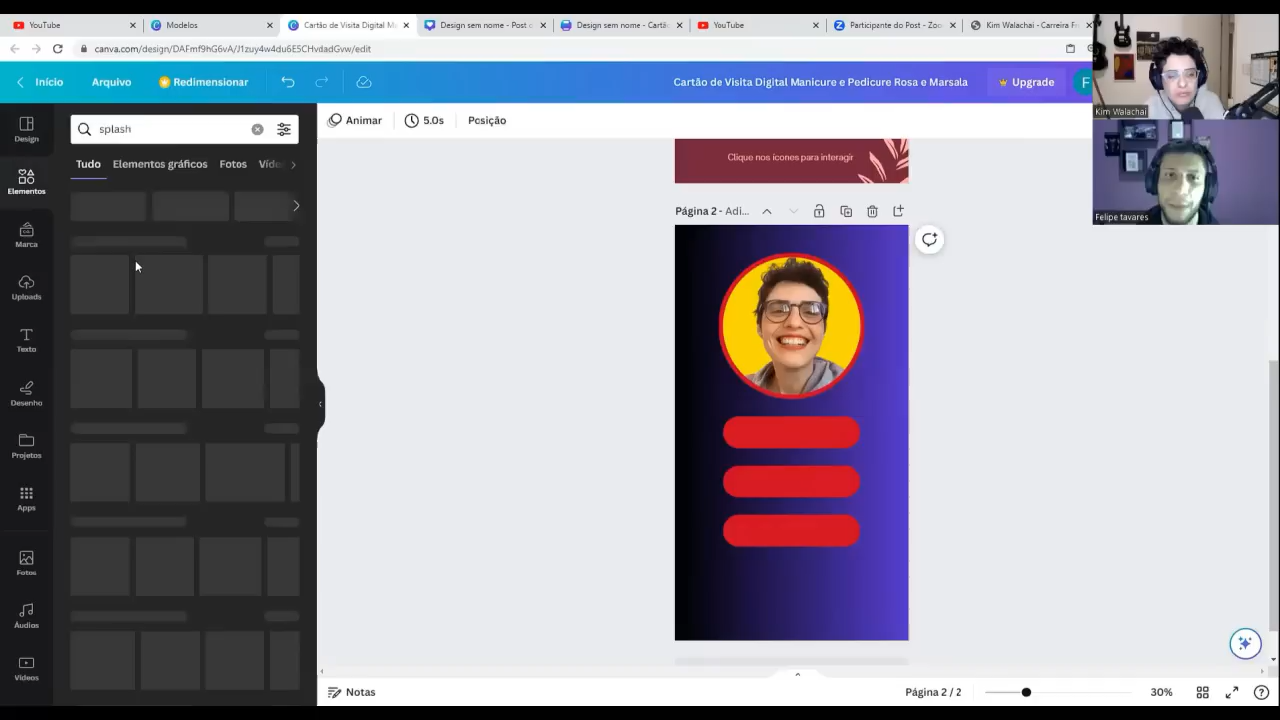 YouTube
Modelos
Cartão de Visita Digital M
Design sem nome - Post
Design sem nome - Cartã
YouTube
Participante do Post - Zoo
Kim Walachai - Carreira F
canva.com/design/DAFmf9hG6vA/J1zuy4w4du6E5CHvdadGvw/edit
Início
Arquivo
Redimensionar
Cartão de Visita Digital Manicure e Pedicure Rosa e Marsala
Upgrade
F
Kim Walachai
Felipe tavares
Design
Elementos
Marca
Uploads
Texto
Desenho
Projetos
Apps
Fotos
Áudios
Vídeos
splash
Tudo
Elementos gráficos
Fotos
Víde
Animar
5.0s
Posição
Clique nos ícones para interagir
Página 2 - Adi...
Notas
Página 2 / 2
30%